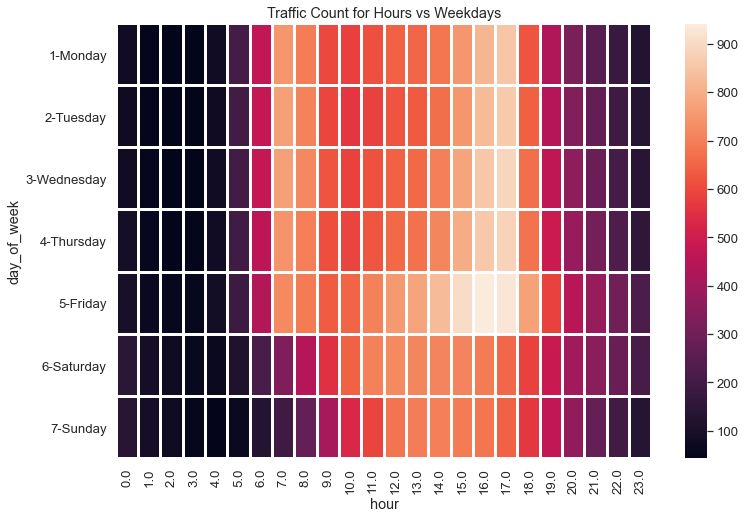 Traffic Count for Hours vs Weekdays
day_of_week
1-Monday
2-Tuesday
3-Wednesday
4-Thursday
5-Friday
6-Saturday
7-Sunday
0.0 1.0 2.0 3.0 4.0 5.0 6.0 7.0 8.0 9.0 10.0 11.0 12.0 13.0 14.0 15.0 16.0 17.0 18.0 19.0 20.0 21.0 22.0 23.0
hour
900
800
700
600
500
400
300
200
100